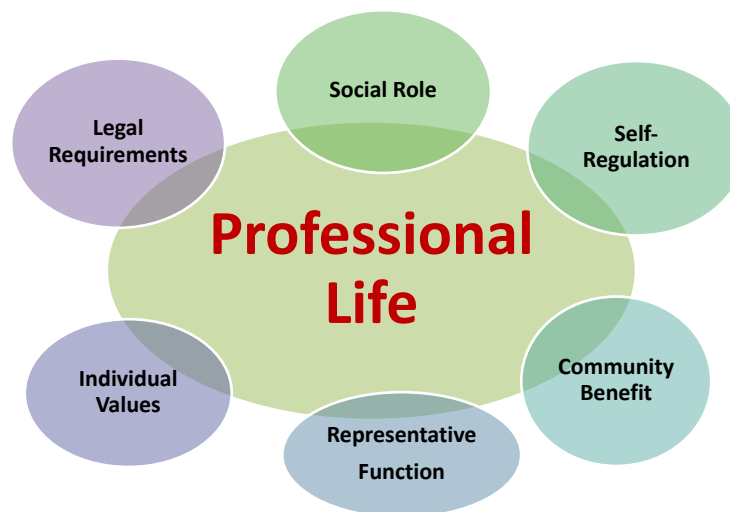 Social Role
Legal
Requirements
Self-
Regulation
Professional
Life
Individual
Values
Community
Benefit
Representative
Function